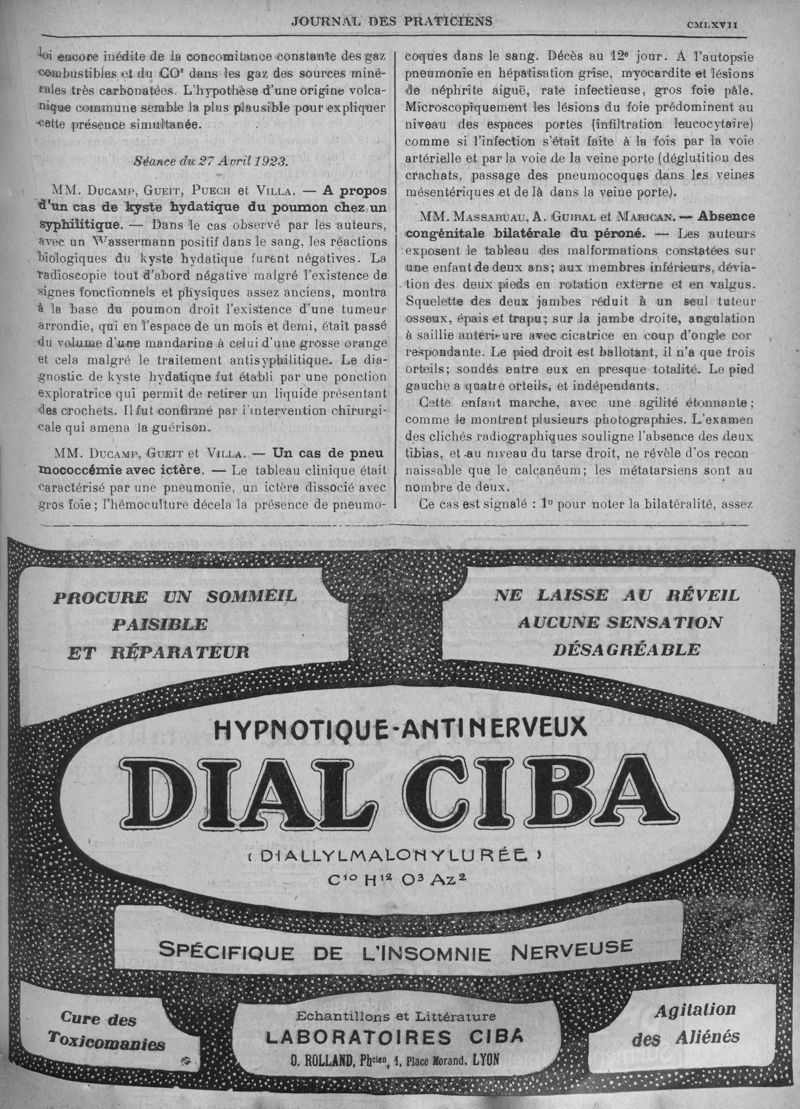 JOURNAL DES PRATICIENS
CMLXVII
loi encore inédite de la concomitance constante des gaz
combustibles et du CO² dans les gaz des sources miné-
rales très carbonatées. L'hypothèse d'une origine volca-
nique commune semble la plus plausible pour expliquer
cette présence simultanée.
Séance du 27 Avril 1923.
MM. DUCAMP, GUEIT, PUECH et VILLA. — A propos
d'un cas de kyste hydatique du poumon chez un
syphilitique. — Dans le cas observé par les auteurs,
avec un Wassermann positif dans le sang, les réactions
biologiques du kyste hydatique furent négatives. La
radioscopie tout d'abord négative malgré l'existence de
signes fonctionnels et physiques assez anciens, montra
à la base du poumon droit l'existence d'une tumeur
arrondie, qui en l'espace de un mois et demi, était passé
du volume d'une mandarine à celui d'une grosse orange
et cela malgré le traitement antisyphilitique. Le dia-
gnostic de kyste hydatique fut établi par une ponction
exploratrice qui permit de retirer un liquide présentant
des crochets. Il fut confirmé par l'intervention chirurgi-
cale qui amena la guérison.
MM. DUCAMP, GUEIT et VILLA. — Un cas de pneu
mococcémie avec ictère. — Le tableau clinique était
caractérisé par une pneumonie, un ictère dissocié avec
gros foie ; l'hémoculture décela la présence de pneumo-
coques dans le sang. Décès au 12e jour. A l'autopsie
pneumonie en hépatisation grise, myocardite et lésions
de néphrite aiguë, rate infectieuse, gros foie pâle.
Microscopiquement les lésions du foie prédominent au
niveau des espaces portes (infiltration leucocytaire)
comme si l'infection s'était faite à la fois par la voie
artérielle et par la voie de la veine porte (déglutition des
crachats, passage des pneumocoques dans les veines
mésentériques et de là dans la veine porte).
MM. MASSABUAU, A. GUIBAL et MARICAN. — Absence
congénitale bilatérale du péroné. — Les auteurs
exposent le tableau des malformations constatées sur
une enfant de deux ans ; aux membres inférieurs, dévia-
tion des deux pieds en rotation externe et en valgus.
Squelette des deux jambes réduit à un seul tuteur
osseux, épais et trapu ; sur la jambe droite, angulation
à saillie antérieure avec cicatrice en coup d'ongle cor
respondante. Le pied droit est ballotant, il n'a que trois
orteils ; soudés entre eux en presque totalité. Le pied
gauche a quatre orteils, et indépendants.
Cette enfant marche, avec une agilité étonnante ;
comme le montrent plusieurs photographies. L'examen
des clichés radiographiques souligne l'absence des deux
tibias, et au niveau du tarse droit, ne révèle d'os recon
naissable que le calcanéum ; les métatarsiens sont au
nombre de deux.
Ce cas est signalé : 1o pour noter la bilatéralité, assez
PROCURE UN SOMMEIL
PAISIBLE
ET RÉPARATEUR
NE LAISSE AU RÉVEIL
AUCUNE SENSATION
DÉSAGRÉABLE
HYPNOTIQUE-ANTINERVEUX
DIAL CIBA
( DIALLYLMALONYLURÉE )
C¹⁰ H¹² O³ Az²
SPÉCIFIQUE DE L'INSOMNIE NERVEUSE
Cure des
Toxicomanies
Echantillons et Littérature
LABORATOIRES CIBA
O. ROLLAND, Phcien, 1, Place Morand, LYON
Agitation
des Aliénés